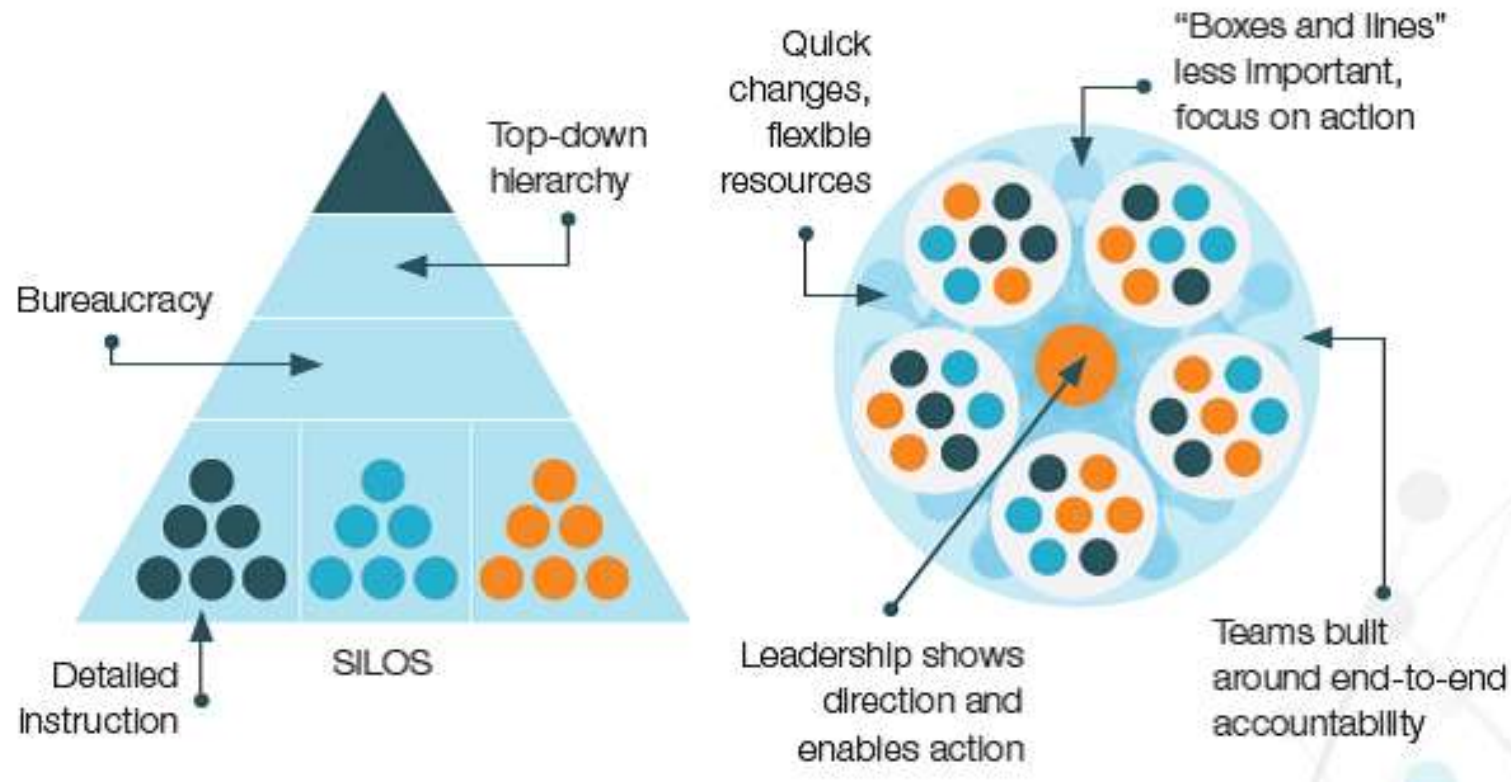 Top-down
hierarchy
Bureaucracy
Detailed
instruction
SILOS
Quick
changes,
flexible
resources
“Boxes and lines”
less important,
focus on action
Leadership shows
direction and
enables action
Teams built
around end-to-end
accountability